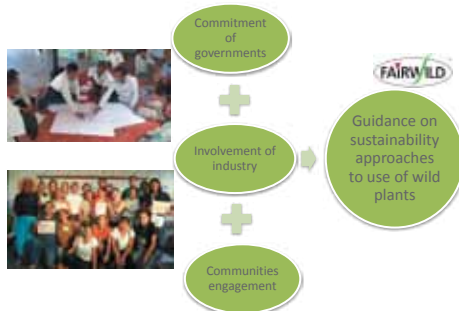 Commitment
of
governments
FAIRWILD
Involvement of
industry
Guidance on
sustainability
approaches
to use of wild
plants
Communities
engagement